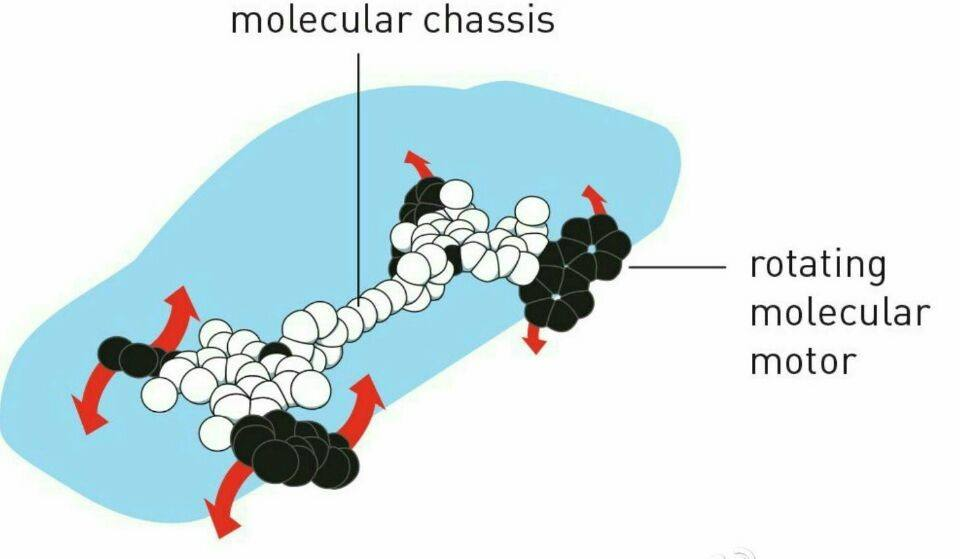 molecular chassis
rotating
molecular
motor